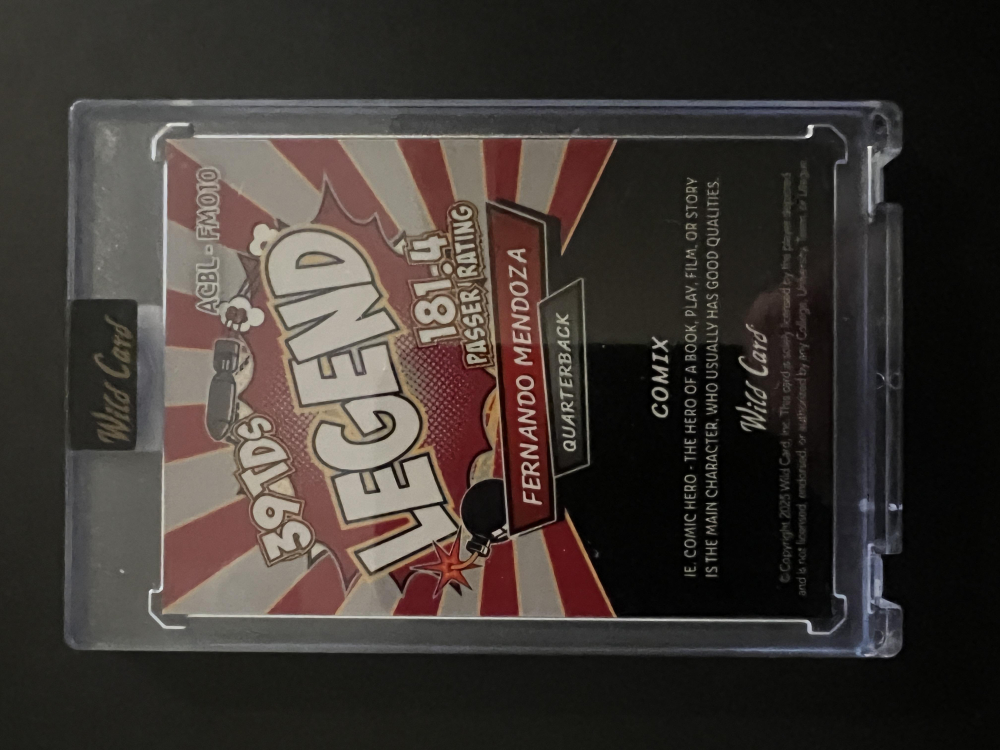 Wild Card
ACBL - FM010
39 TDS
LEGEND
181.4
PASSER RATING
FERNANDO MENDOZA
QUARTERBACK
COMIX
IE. COMIC HERO - THE HERO OF A BOOK, PLAY, FILM, OR STORY
IS THE MAIN CHARACTER, WHO USUALLY HAS GOOD QUALITIES.
Wild Card
© Copyright 2025 Wild Card, Inc. This card is solely licensed by the player depicted
and is not licensed, endorsed, or authorized by any College, University, Team, or League